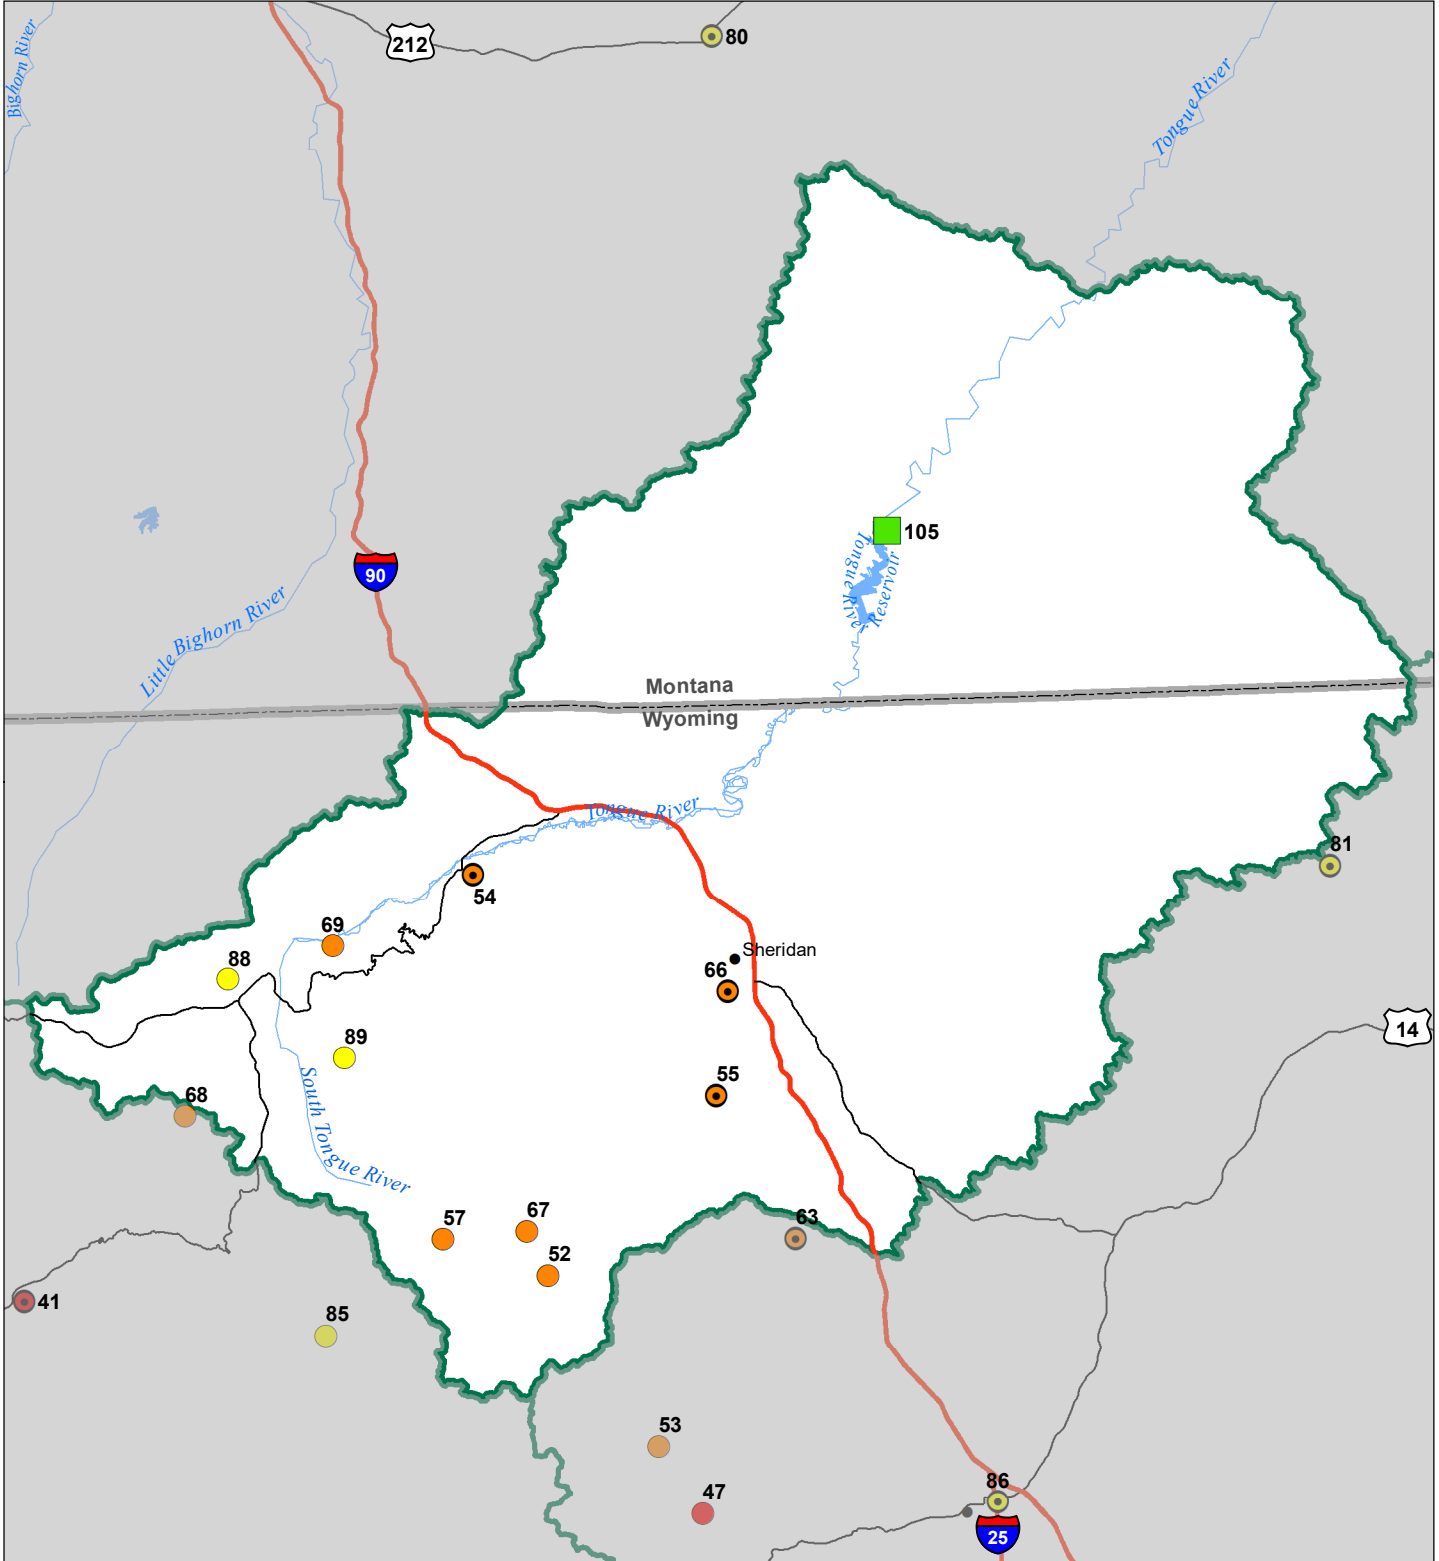 212
80
Bighorn River
Tongue River
105
Tongue River
Reservoir
90
Little Bighorn River
Montana
Wyoming
Tongue River
81
54
69
Sheridan
88
66
14
89
55
68
South Tongue River
67
57
63
52
41
85
53
86
47
25